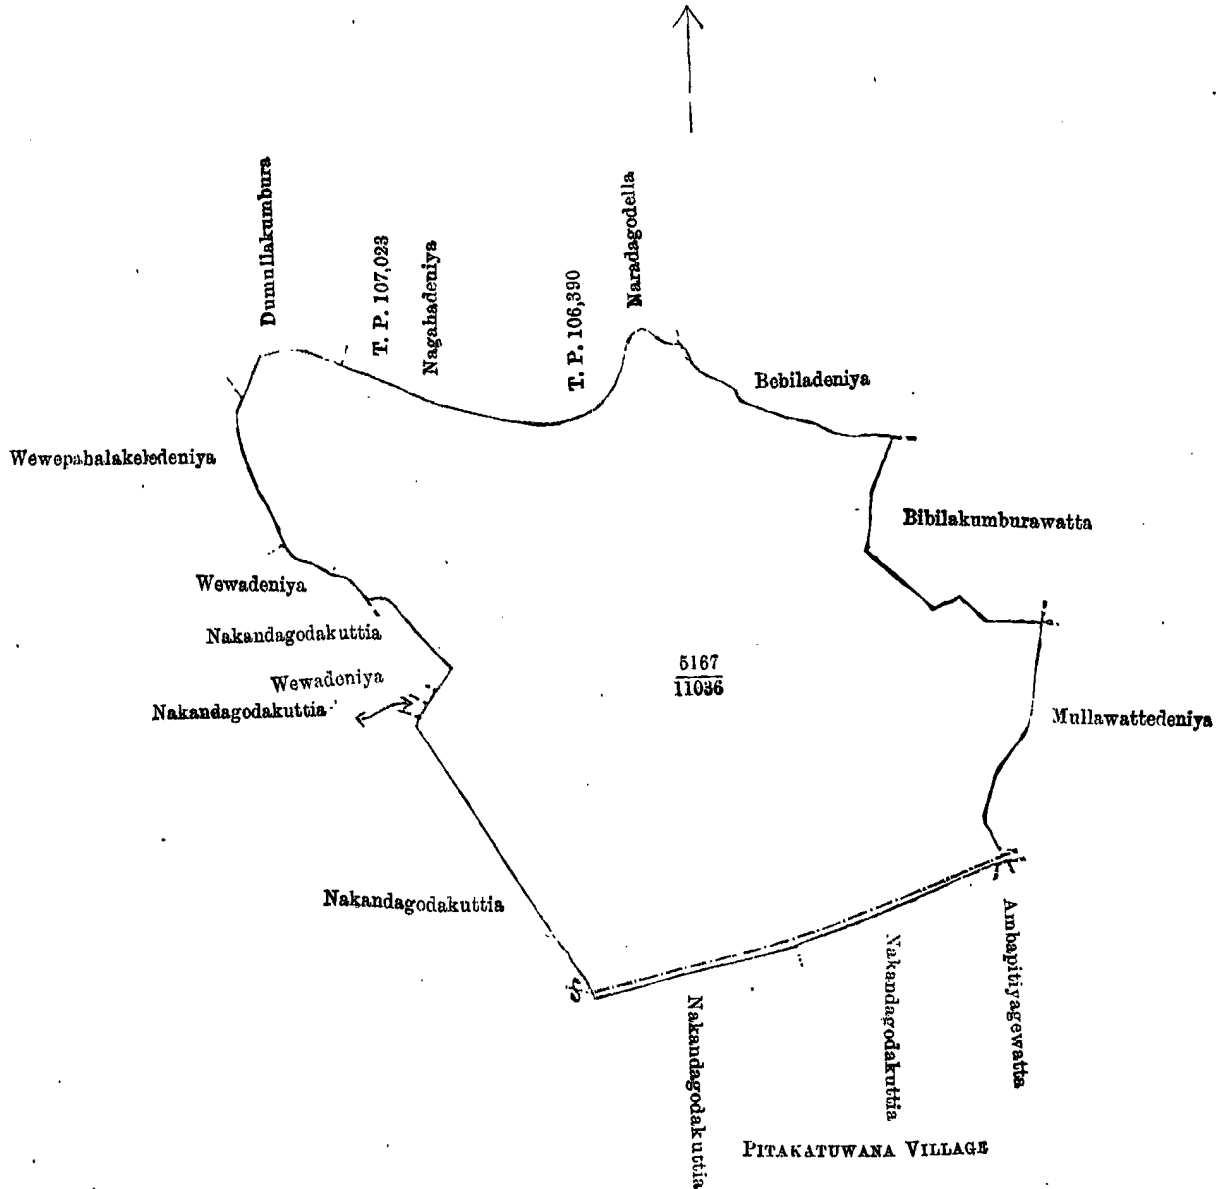 Dumullakumbura
T. P. 107,023
Nagahadeniya
T. P. 106,390
Naradagodella
Bebiladeniya
Wewepahalakeledeniya
Bibilakumburawatta
Wewadeniya
Nakandagodakuttia
5167
11036
Wewadeniya
Nakandagodakuttia
Mullawattedeniya
Nakandagodakuttia
Ambapitiyagewatta
Nakandagodakuttia
Nakandagodakuttia
PITAKATUWANA VILLAGE